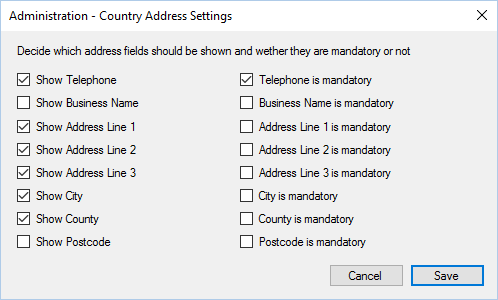 Administration - Country Address Settings
Decide which address fields should be shown and wether they are mandatory or not
Show Telephone
Telephone is mandatory
Show Business Name
Business Name is mandatory
Show Address Line 1
Address Line 1 is mandatory
Show Address Line 2
Address Line 2 is mandatory
Show Address Line 3
Address Line 3 is mandatory
Show City
City is mandatory
Show County
County is mandatory
Show Postcode
Postcode is mandatory
Cancel
Save